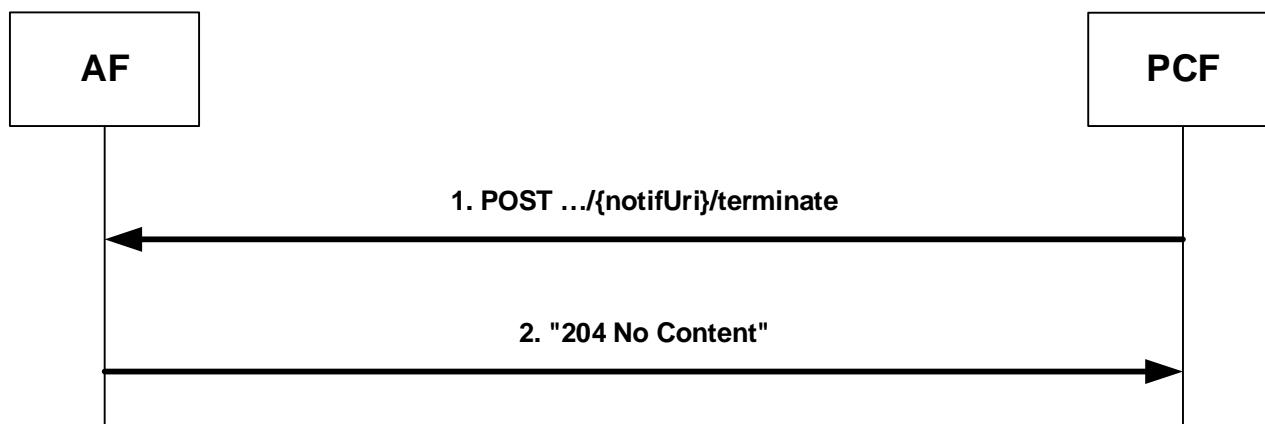 AF
PCF
1. POST …/{notifUri}/terminate
2. "204 No Content"